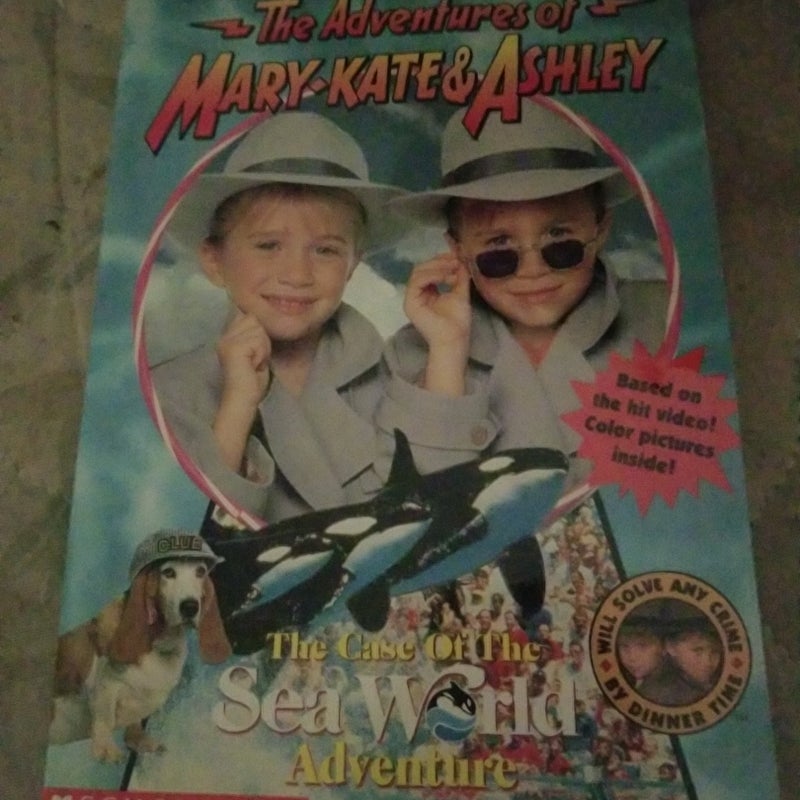 The Adventures of
MARY-KATE & ASHLEY
Based on
the hit video!
Color pictures
inside!
CLUE
WILL SOLVE ANY CRIME
BY DINNER TIME
The Case Of The
Sea World
Adventure